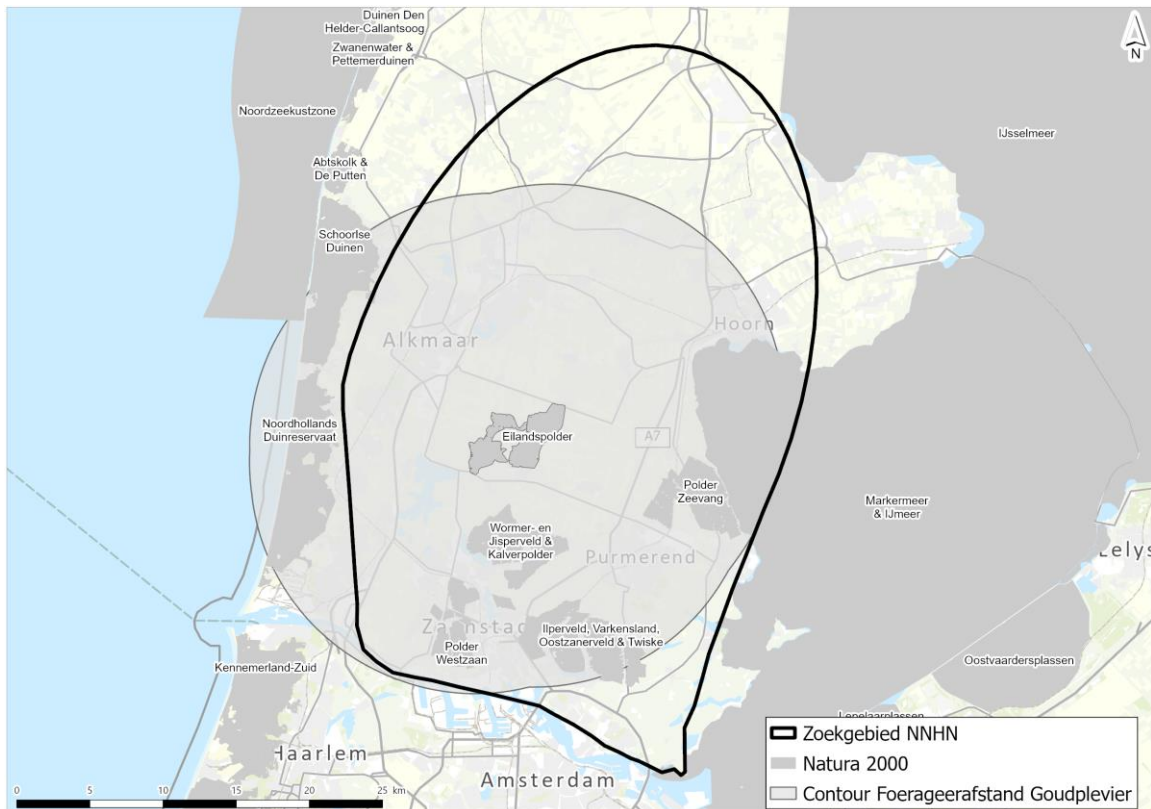 Duinen Den
Helder-Callantsoog
Zwanenwater &
Pettemerduinen
N
Noordzeekustzone
IJsselmeer
Abtskolk &
De Putten
Schoorlse
Duinen
Alkmaar
Hoorn
Noordhollands
Duinreservaat
Eilandspolder
A7
Polder
Zeevang
Markermeer
& IJmeer
Wormer- en
Jisperveld &
Kalverpolder
Purmerend
Lelys
Zaanstad
Ilperveld, Varkensland,
Oostzanerveld & Twiske
Polder
Westzaan
Kennemerland-Zuid
Oostvaardersplassen
Lepelaarplassen
Haarlem
Amsterdam
Zoekgebied NNHN
Natura 2000
Contour Foerageerafstand Goudplevier
0 5 10 15 20 25 km